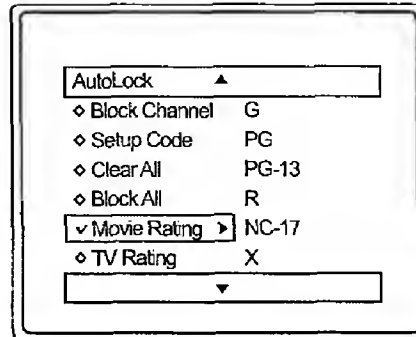 AutoLock
Block Channel G
Setup Code PG
Clear All PG-13
Block All R
Movie Rating NC-17
TV Rating X